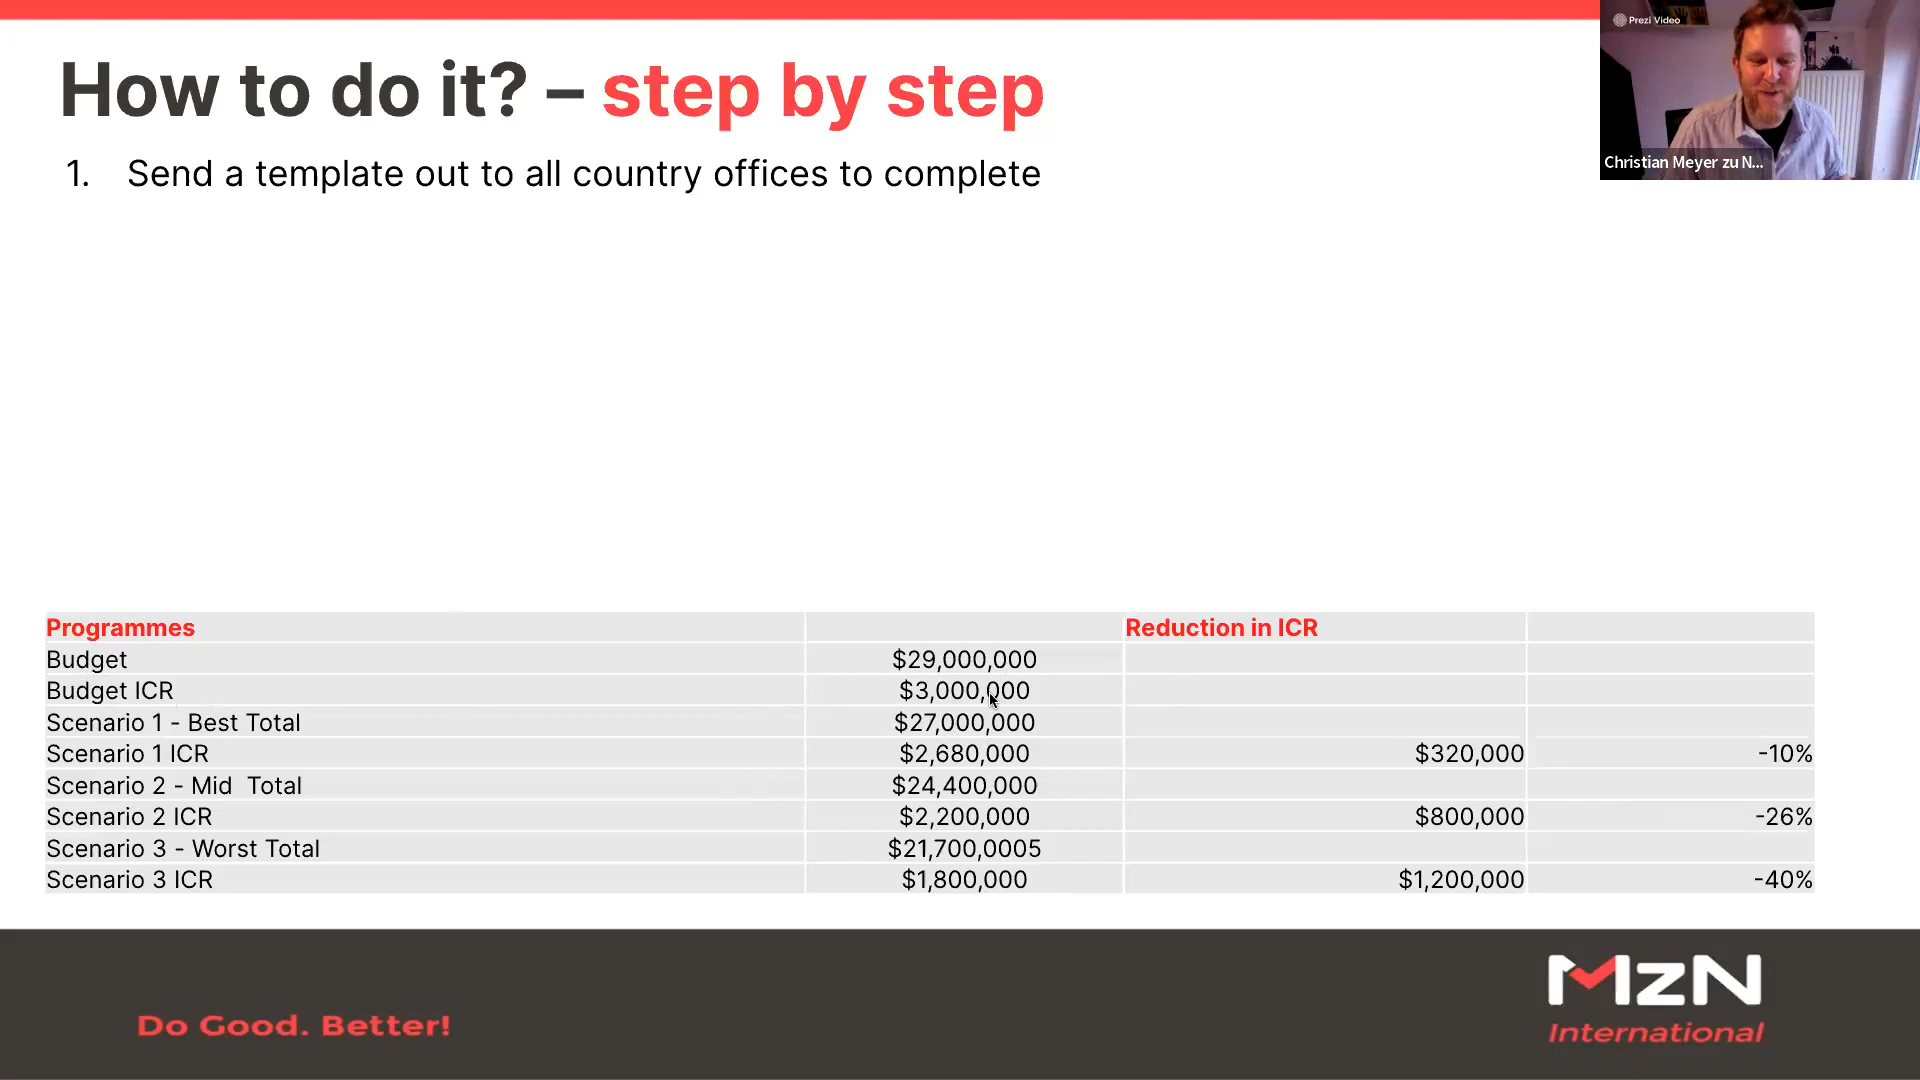 Prezi Video
Christian Meyer zu N...
How to do it? – step by step
1. Send a template out to all country offices to complete
Programmes Reduction in ICR
Budget $29,000,000
Budget ICR $3,000,000
Scenario 1 - Best Total $27,000,000
Scenario 1 ICR $2,680,000 $320,000 -10%
Scenario 2 - Mid  Total $24,400,000
Scenario 2 ICR $2,200,000 $800,000 -26%
Scenario 3 - Worst Total $21,700,0005
Scenario 3 ICR $1,800,000 $1,200,000 -40%
Do Good. Better!
MzN
International